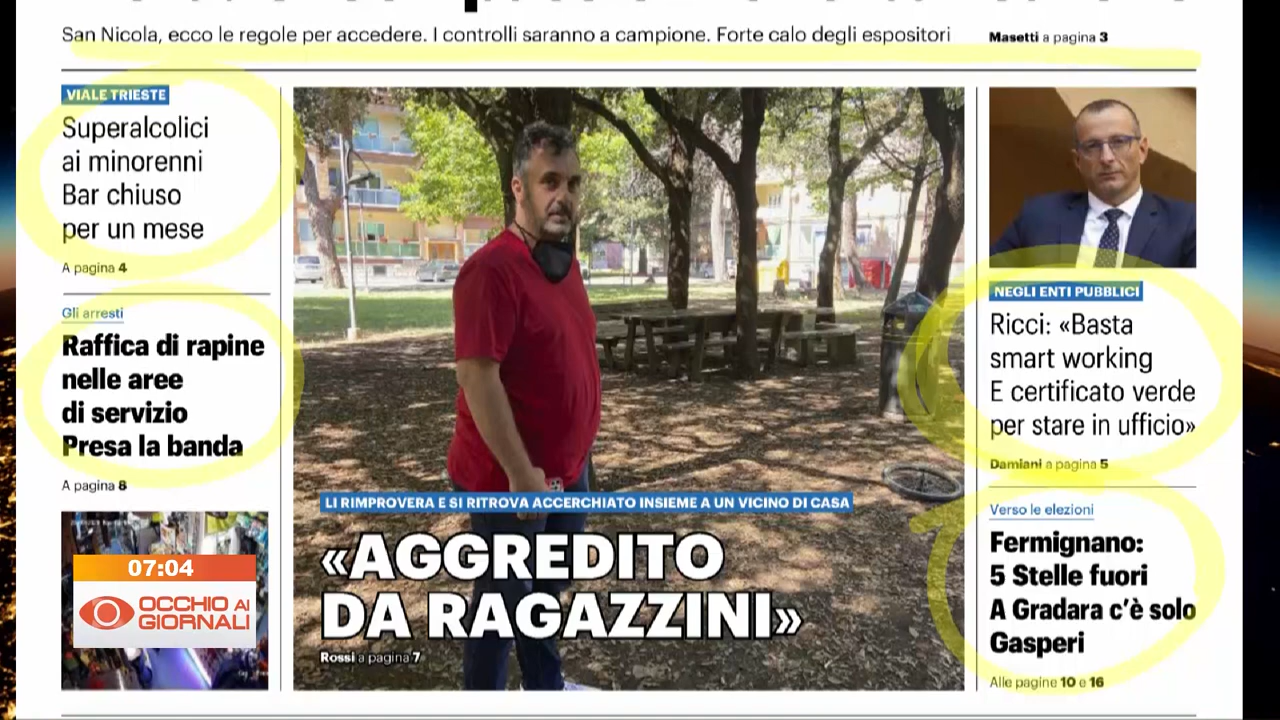 San Nicola, ecco le regole per accedere. I controlli saranno a campione. Forte calo degli espositori
Masetti a pagina 3
VIALE TRIESTE
Superalcolici
ai minorenni
Bar chiuso
per un mese
A pagina 4
Gli arresti
Raffica di rapine
nelle aree
di servizio
Presa la banda
A pagina 8
07:04
OCCHIO AI
GIORNALI
LI RIMPROVERA E SI RITROVA ACCERCHIATO INSIEME A UN VICINO DI CASA
«AGGREDITO
DA RAGAZZINI»
Rossi a pagina 7
NEGLI ENTI PUBBLICI
Ricci: «Basta
smart working
E certificato verde
per stare in ufficio»
Damiani a pagina 5
Verso le elezioni
Fermignano:
5 Stelle fuori
A Gradara c'è solo
Gasperi
Alle pagine 10 e 16